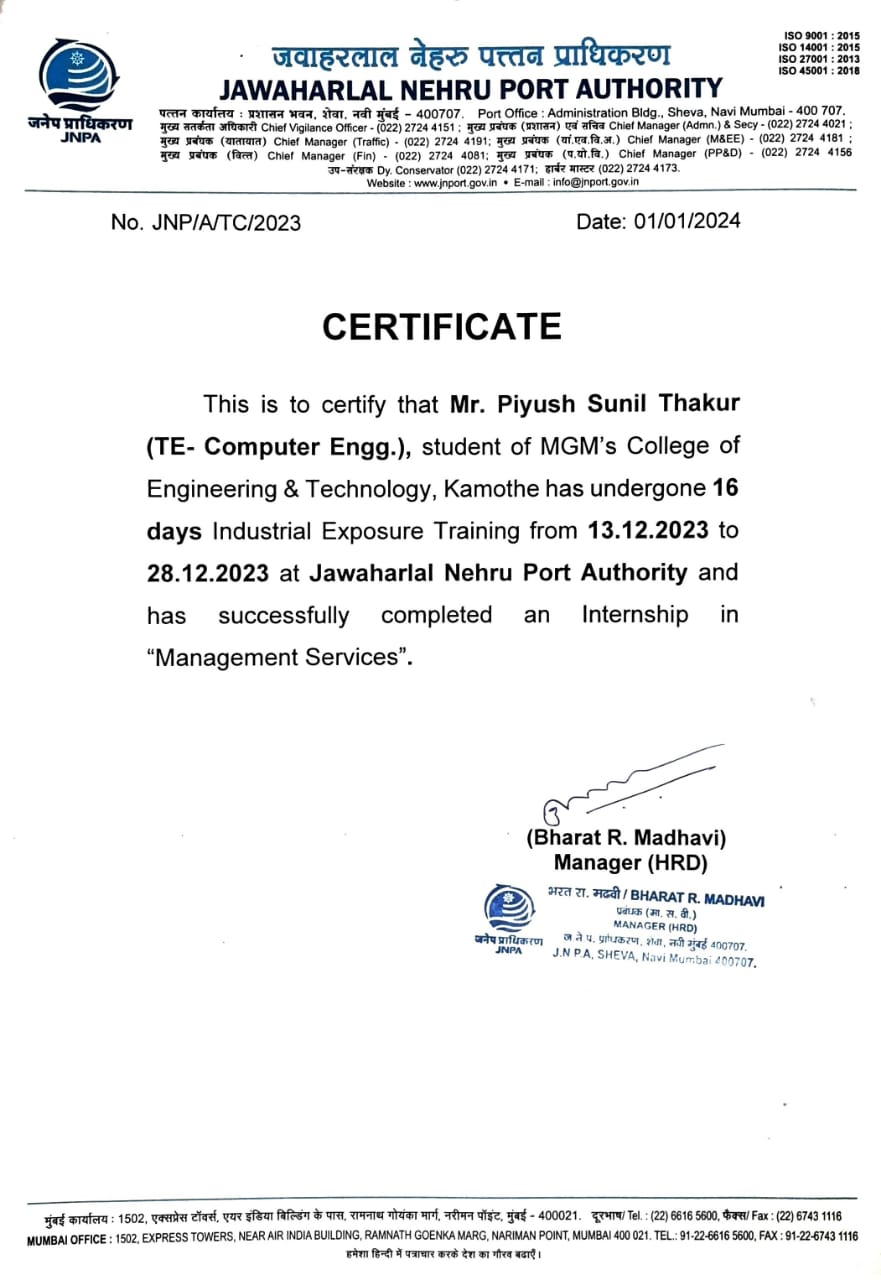 जवाहरलाल नेहरु पत्तन प्राधिकरण
JAWAHARLAL NEHRU PORT AUTHORITY
ISO 9001 : 2015
ISO 14001 : 2015
ISO 27001 : 2013
ISO 45001 : 2018
पत्तन कार्यालय : प्रशासन भवन, शेवा, नवी मुंबई – 400707. Port Office : Administration Bldg., Sheva, Navi Mumbai - 400 707.
मुख्य सतर्कता अधिकारी Chief Vigilance Officer - (022) 2724 4151 ; मुख्य प्रबंधक (प्रशासन) एवं सचिव Chief Manager (Admn.) & Secy - (022) 2724 4021 ;
मुख्य प्रबंधक (यातायात) Chief Manager (Traffic) - (022) 2724 4191; मुख्य प्रबंधक (यां.एवं वि.अ.) Chief Manager (M&EE) - (022) 2724 4181 ;
मुख्य प्रबंधक (वित्त) Chief Manager (Fin) - (022) 2724 4081; मुख्य प्रबंधक (प.यो.वि.) Chief Manager (PP&D) - (022) 2724 4156
उप-संरक्षक Dy. Conservator (022) 2724 4171; हार्बर मास्टर (022) 2724 4173.
Website : www.jnport.gov.in • E-mail : info@jnport.gov.in
जनेप प्राधिकरण
JNPA
No. JNP/A/TC/2023 Date: 01/01/2024
CERTIFICATE
This is to certify that Mr. Piyush Sunil Thakur
(TE- Computer Engg.), student of MGM's College of
Engineering & Technology, Kamothe has undergone 16
days Industrial Exposure Training from 13.12.2023 to
28.12.2023 at Jawaharlal Nehru Port Authority and
has successfully completed an Internship in
“Management Services”.
(Bharat R. Madhavi)
Manager (HRD)
भरत रा. मढवी / BHARAT R. MADHAVI
प्रबंधक (मा. सं. वि.)
MANAGER (HRD)
ज ने प. प्राधिकरण, शेवा, नवी मुंबई 400707.
J.N P.A, SHEVA, Navi Mumbai 400707.
जनेप प्राधिकरण
JNPA
मुंबई कार्यालय : 1502, एक्सप्रेस टॉवर्स, एयर इंडिया बिल्डिंग के पास, रामनाथ गोयंका मार्ग, नरीमन पॉइंट, मुंबई - 400021. दूरभाष/ Tel. : (22) 6616 5600, फैक्स/ Fax : (22) 6743 1116
MUMBAI OFFICE : 1502, EXPRESS TOWERS, NEAR AIR INDIA BUILDING, RAMNATH GOENKA MARG, NARIMAN POINT, MUMBAI 400 021. TEL.: 91-22-6616 5600, FAX : 91-22-6743 1116
हमेशा हिन्दी में पत्राचार करके देश का गौरव बढाएँ।